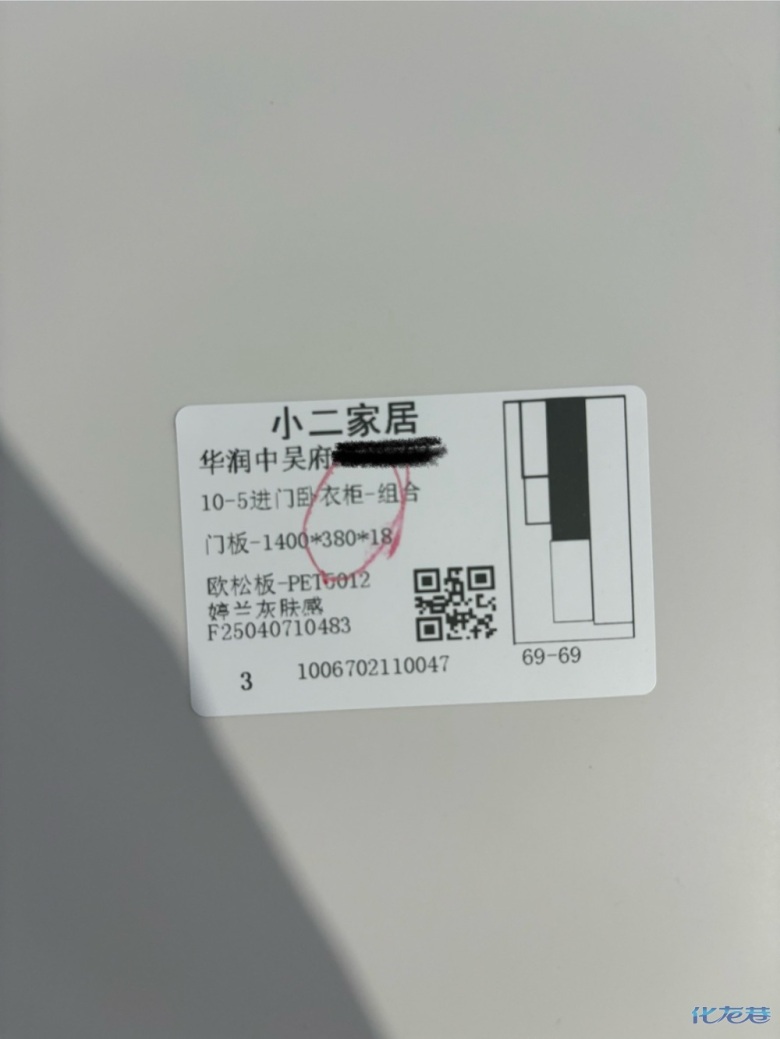 小二家居
华润中吴府
10-5进门卧衣柜-组合
门板-1400*380*18
欧松板-PET5012
婷兰灰肤感
F25040710483
3
1006702110047
69-69
化龙巷